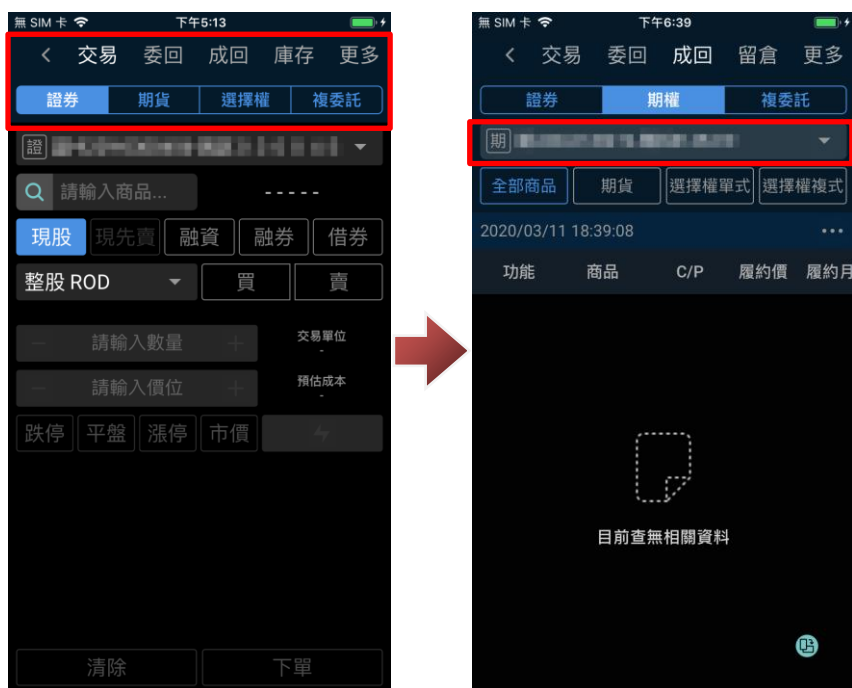 無 SIM 卡 下午5:13
交易 委回 成回 庫存 更多
證券 期貨 選擇權 複委託
證
請輸入商品... - - - - -
現股 現先賣 融資 融券 借券
整股 ROD 買 賣
交易單位
− 請輸入數量 +
-
預估成本
− 請輸入價位 +
-
跌停 平盤 漲停 市價
清除 下單
無 SIM 卡 下午6:39
交易 委回 成回 留倉 更多
證券 期權 複委託
期
全部商品 期貨 選擇權單式 選擇權複式
2020/03/11 18:39:08 •••
功能 商品 C/P 履約價 履約月
目前查無相關資料